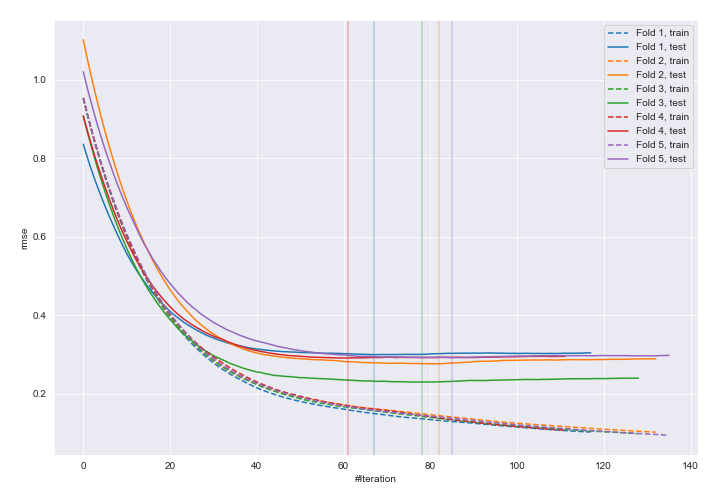 Fold 1, train
Fold 1, test
Fold 2, train
Fold 2, test
Fold 3, train
Fold 3, test
Fold 4, train
Fold 4, test
Fold 5, train
Fold 5, test
1.0
0.8
0.6
0.4
0.2
rmse
0 20 40 60 80 100 120 140
#Iteration